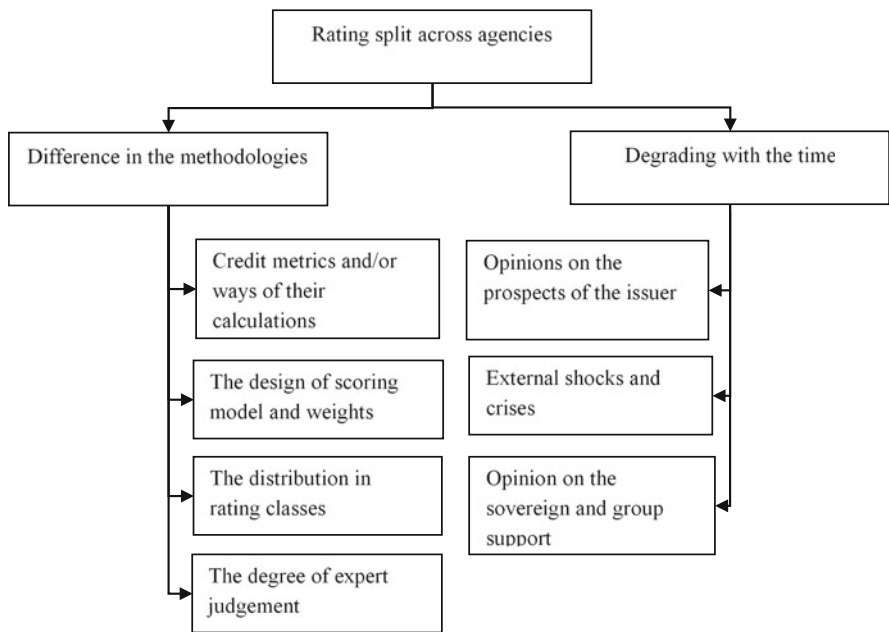 Rating split across agencies
Difference in the methodologies
Degrading with the time
Credit metrics and/or
ways of their
calculations
The design of scoring
model and weights
The distribution in
rating classes
The degree of expert
judgement
Opinions on the
prospects of the issuer
External shocks and
crises
Opinion on the
sovereign and group
support